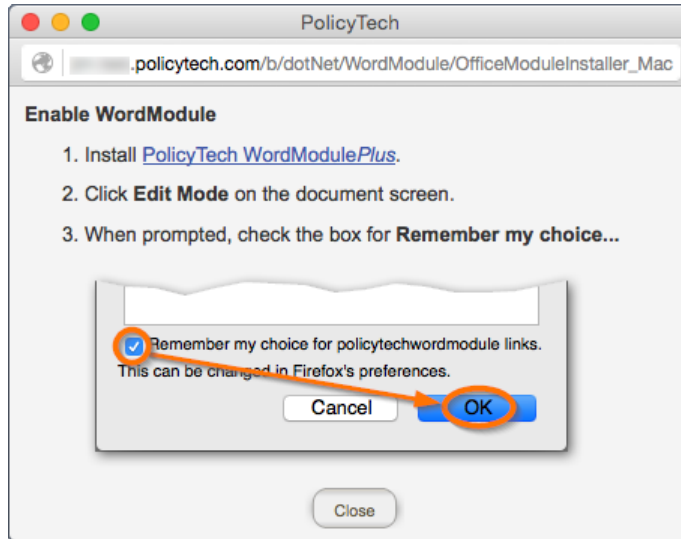 PolicyTech
.policytech.com/b/dotNet/WordModule/OfficeModuleInstaller_Mac
Enable WordModule
1. Install PolicyTech WordModulePlus.
2. Click Edit Mode on the document screen.
3. When prompted, check the box for Remember my choice...
Remember my choice for policytechwordmodule links.
This can be changed in Firefox's preferences.
Cancel OK
Close